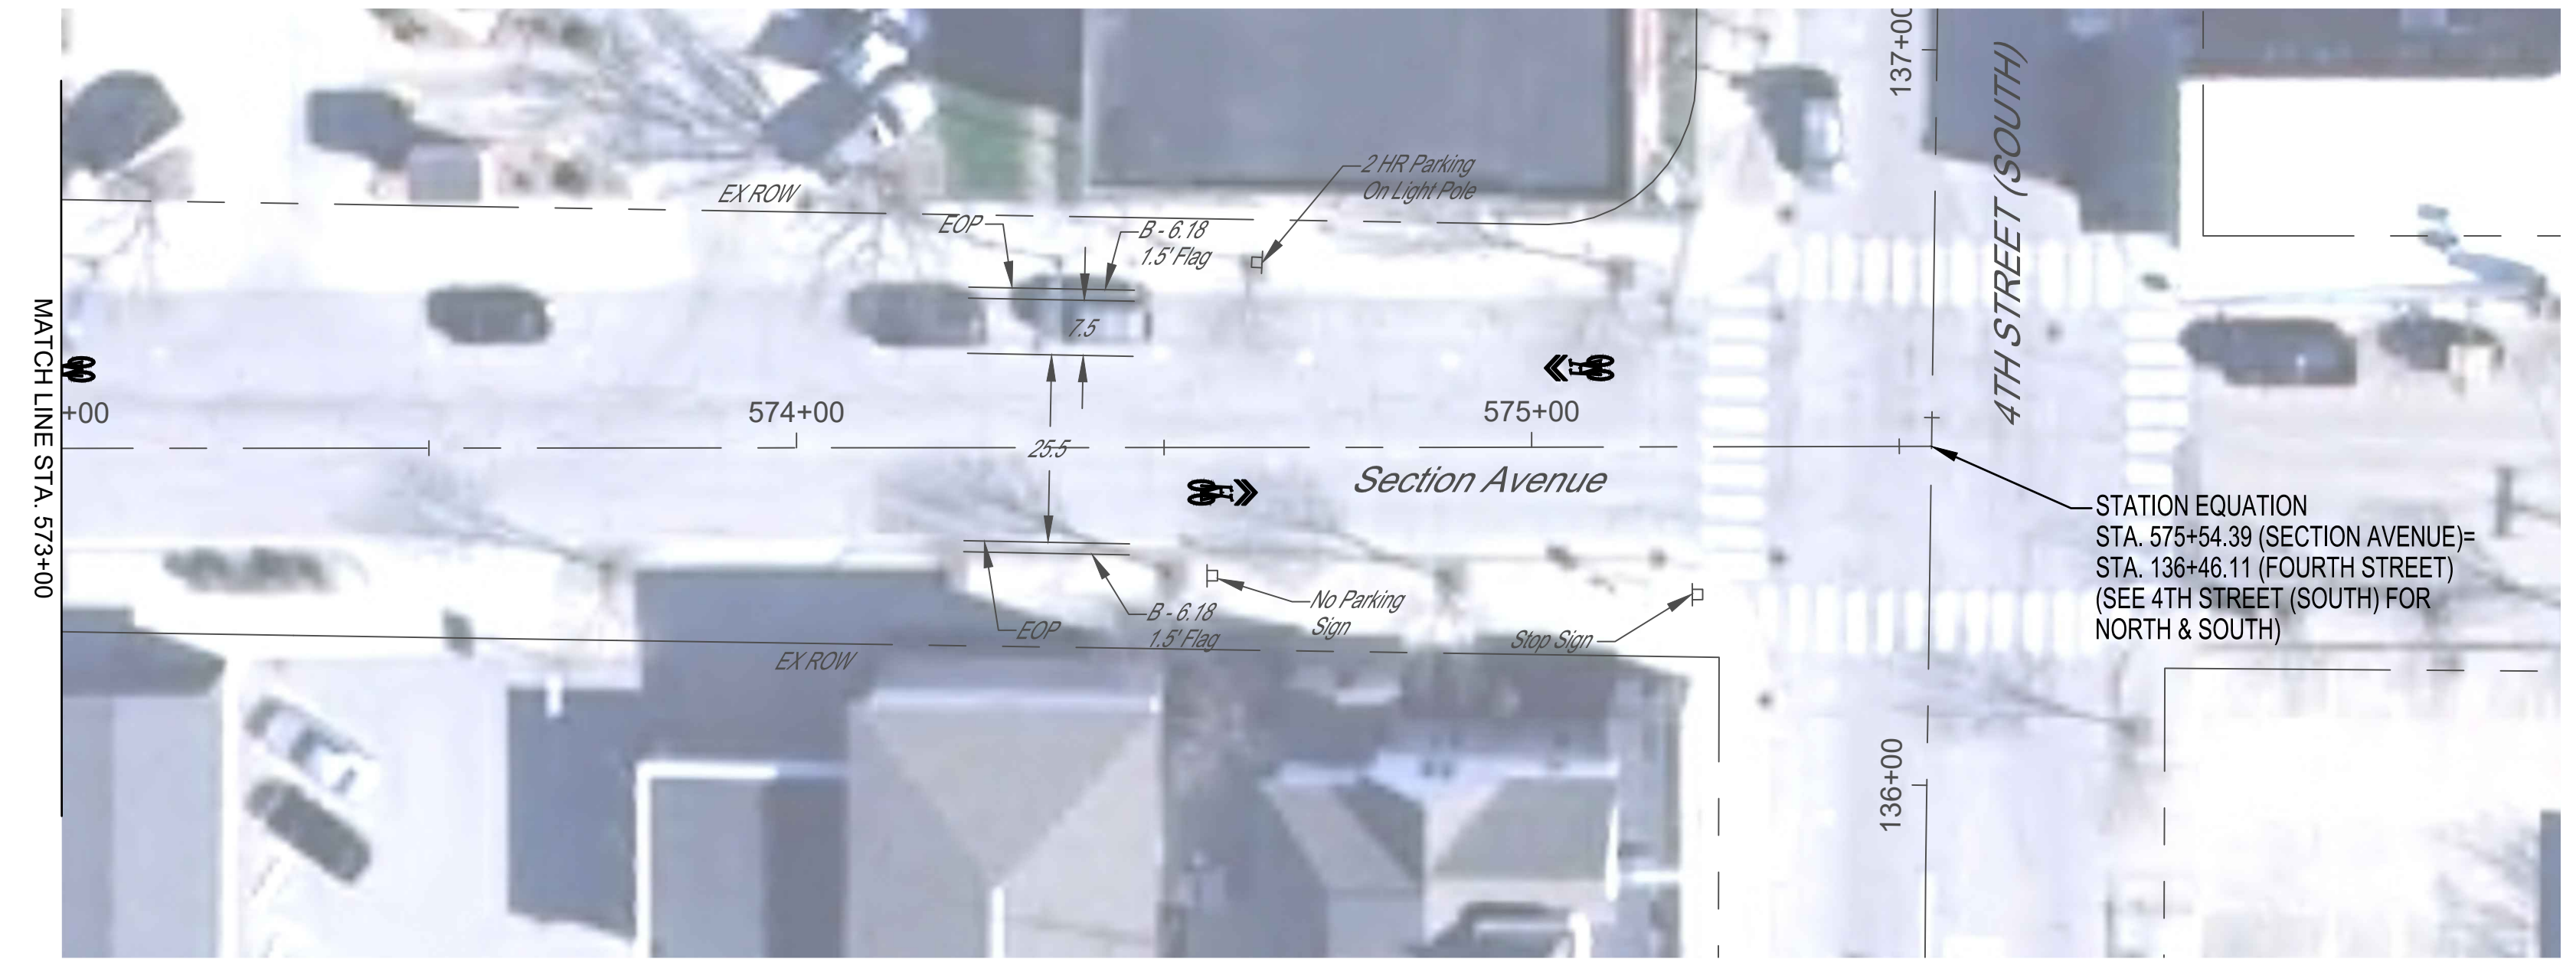 137+00
4TH STREET (SOUTH)
2 HR Parking
On Light Pole
EX ROW
EOP
B - 6.18
1.5' Flag
7.5
MATCH LINE STA. 573+00
+00
574+00
575+00
25.5
Section Avenue
STATION EQUATION
STA. 575+54.39 (SECTION AVENUE)=
STA. 136+46.11 (FOURTH STREET)
(SEE 4TH STREET (SOUTH) FOR
NORTH & SOUTH)
No Parking
Sign
B - 6.18
1.5' Flag
EOP
Stop Sign
EX ROW
136+00